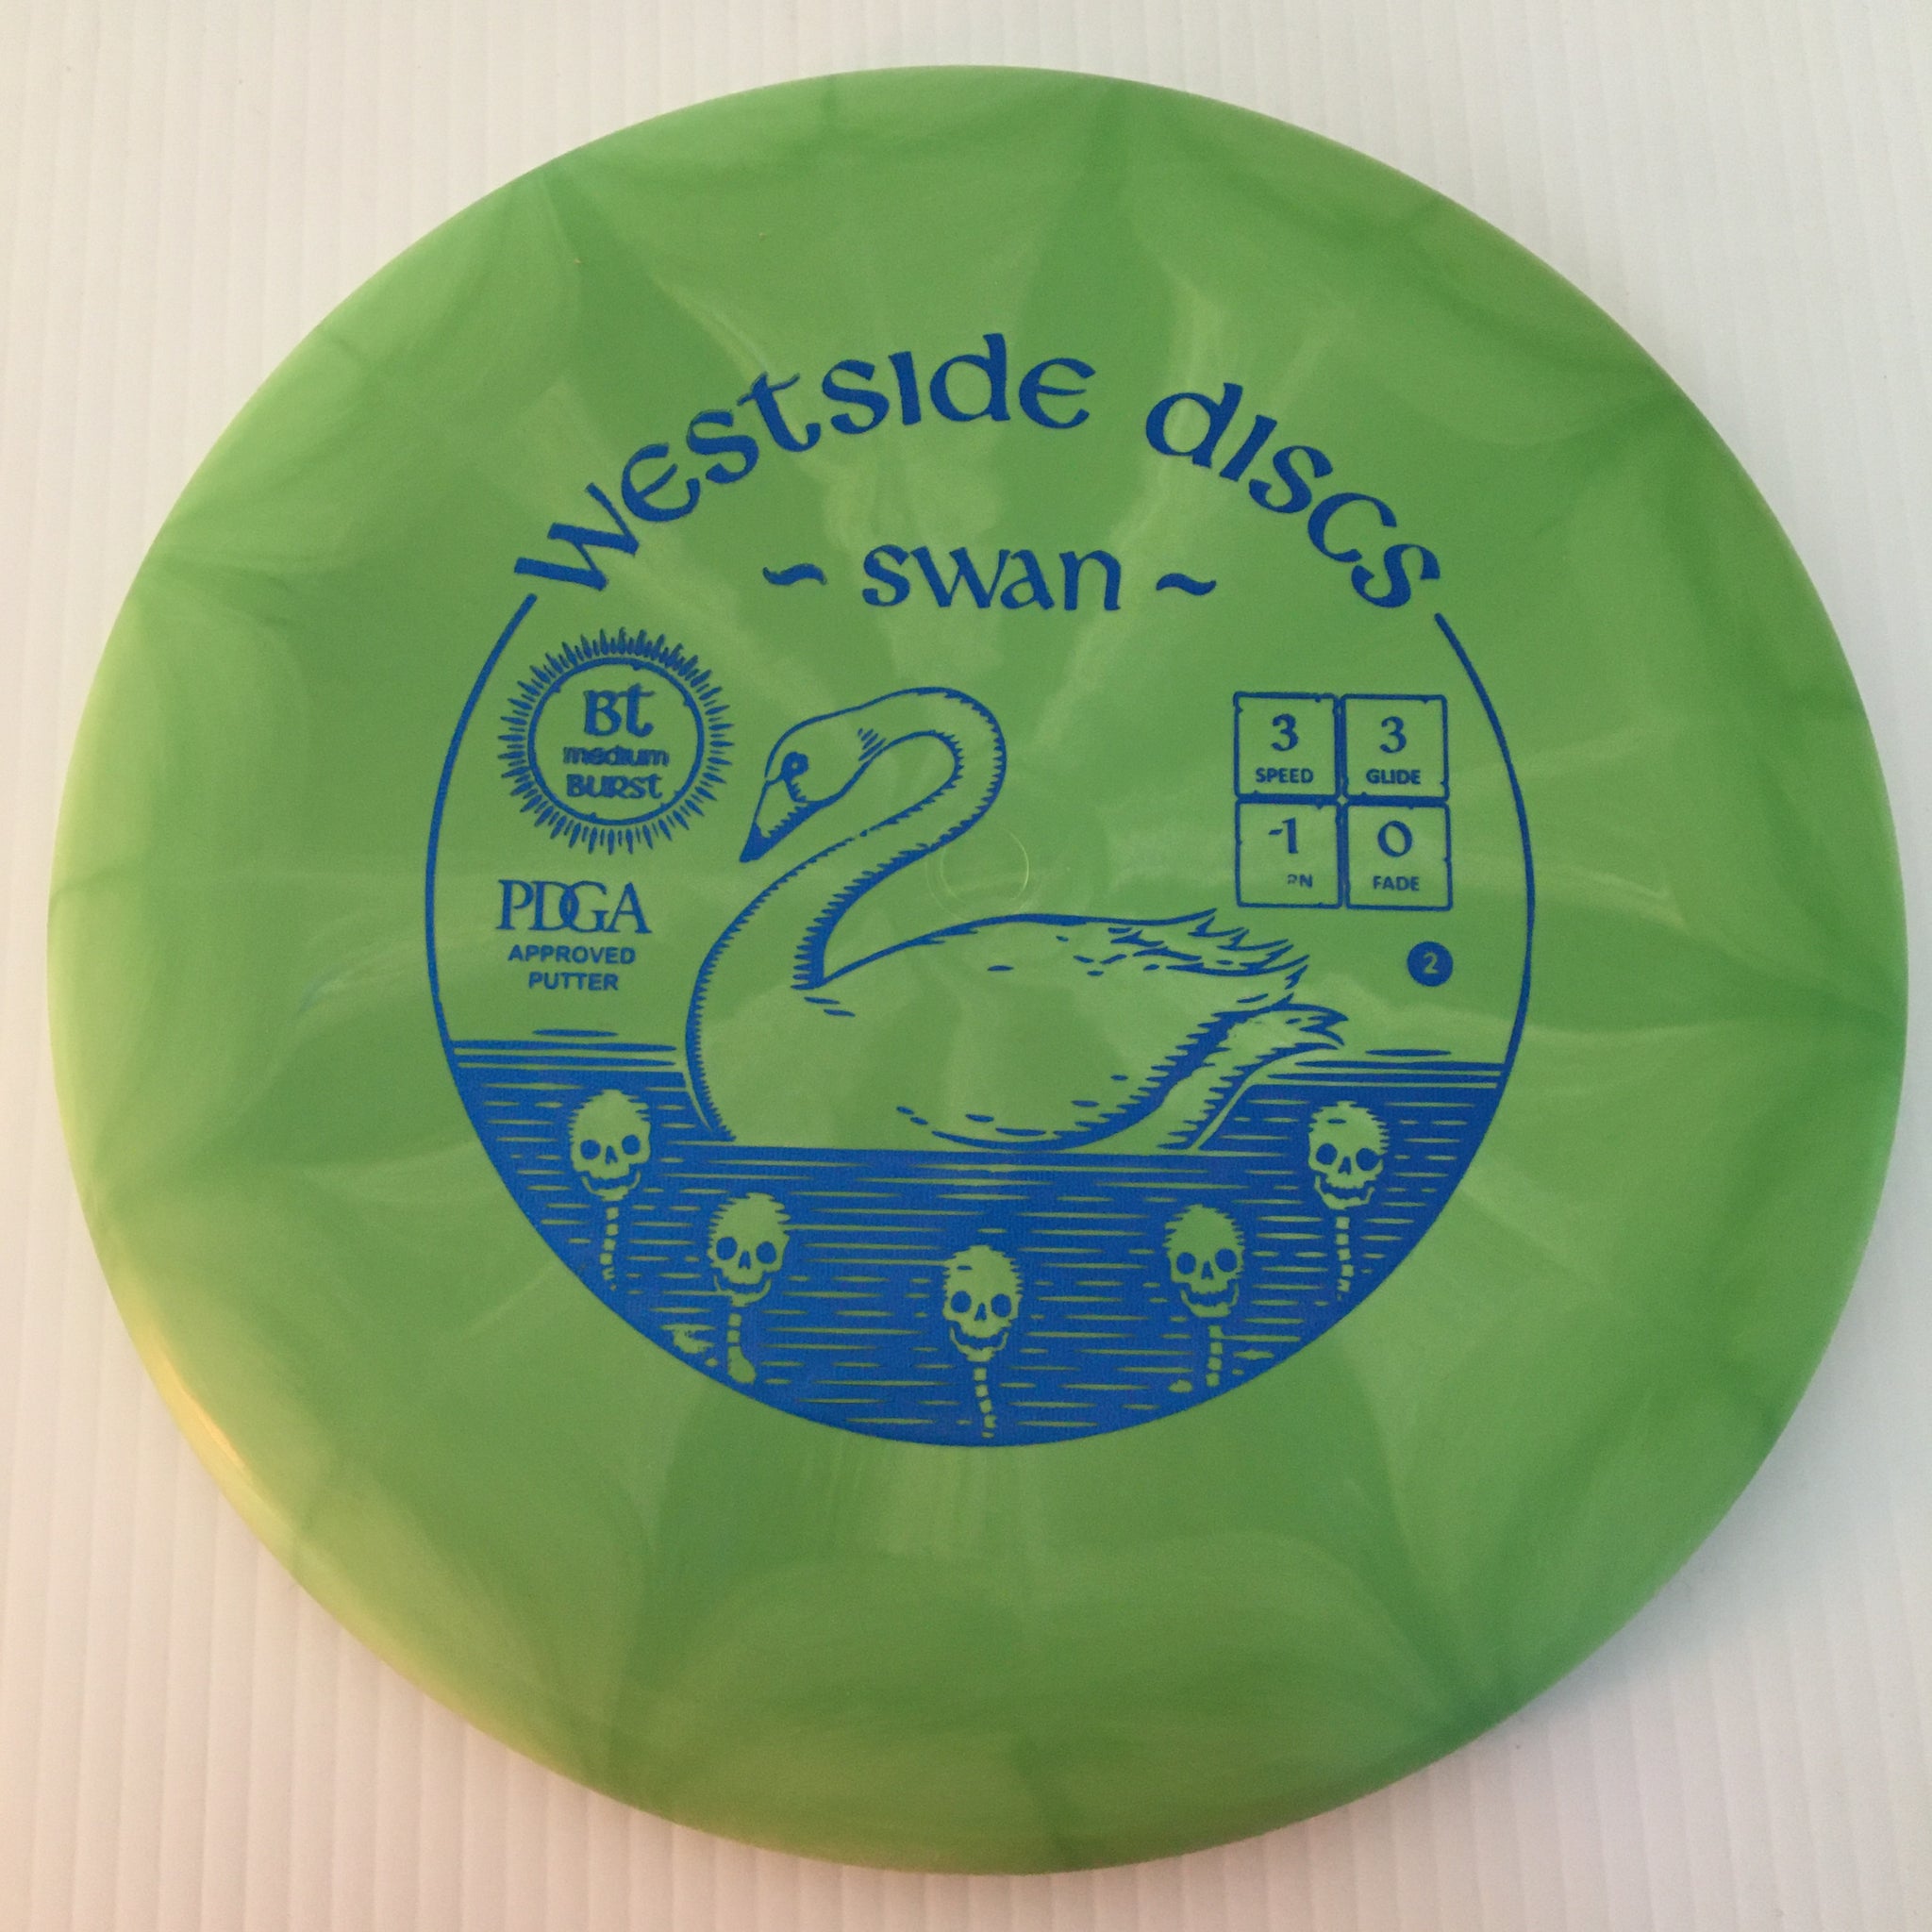 westside discs
~ swan ~
Bt
medium
BURST
PDGA
APPROVED
PUTTER
3
SPEED
3
GLIDE
-1
0
FADE
2